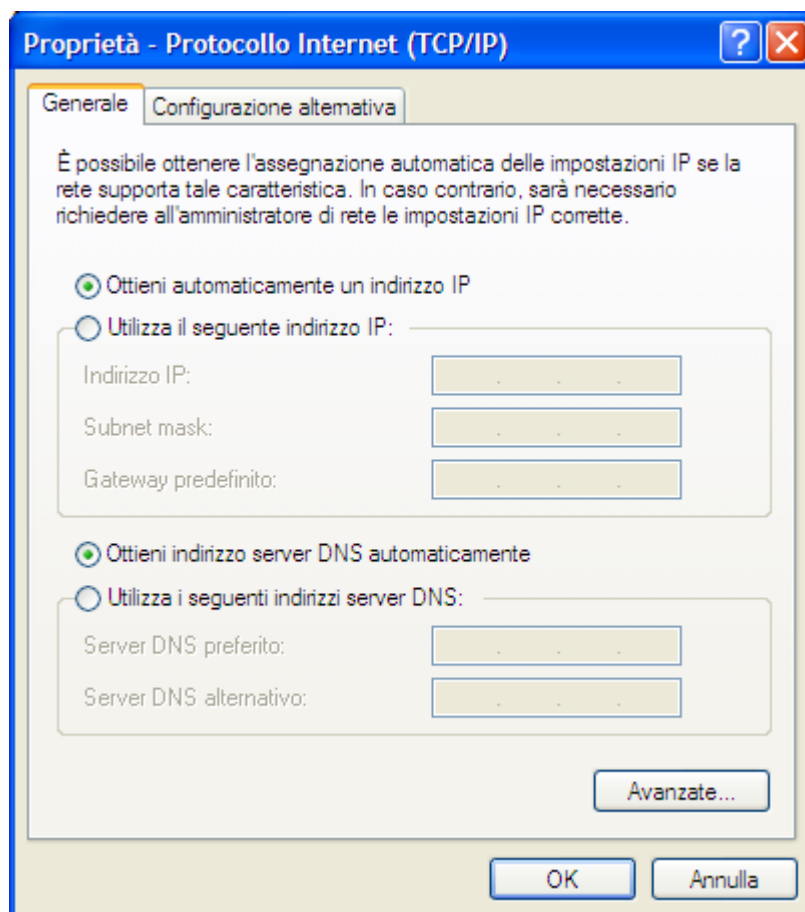 Proprietà - Protocollo Internet (TCP/IP)
Generale
Configurazione alternativa
È possibile ottenere l'assegnazione automatica delle impostazioni IP se la
rete supporta tale caratteristica. In caso contrario, sarà necessario
richiedere all'amministratore di rete le impostazioni IP corrette.
Ottieni automaticamente un indirizzo IP
Utilizza il seguente indirizzo IP:
Indirizzo IP:
Subnet mask:
Gateway predefinito:
Ottieni indirizzo server DNS automaticamente
Utilizza i seguenti indirizzi server DNS:
Server DNS preferito:
Server DNS alternativo:
Avanzate...
OK
Annulla